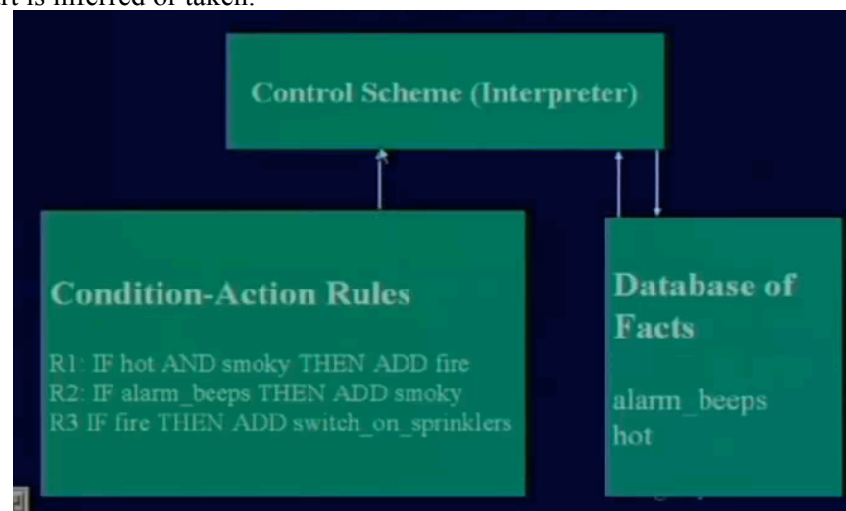 Control Scheme (Interpreter)
Condition-Action Rules
R1: IF hot AND smoky THEN ADD fire
R2: IF alarm_beeps THEN ADD smoky
R3 IF fire THEN ADD switch_on_sprinklers
Database of
Facts
alarm_beeps
hot